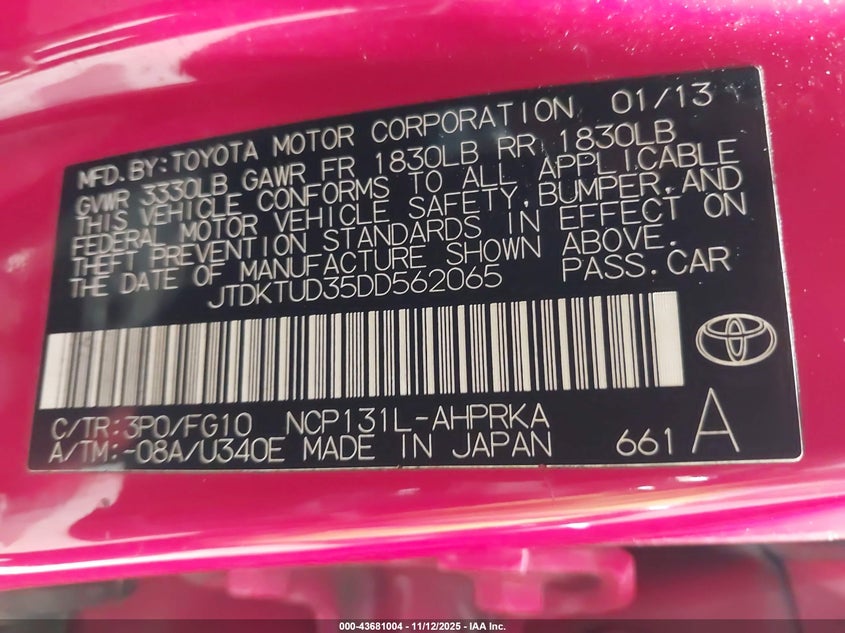 MFD.BY:TOYOTA MOTOR CORPORATION 01/13
GVWR 3330LB GAWR FR 1830LB RR 1830LB
THIS VEHICLE CONFORMS TO ALL APPLICABLE
FEDERAL MOTOR VEHICLE SAFETY,BUMPER,AND
THEFT PREVENTION STANDARDS IN EFFECT ON
THE DATE OF MANUFACTURE SHOWN ABOVE.
JTDKTUD35DD562065 PASS.CAR
C/TR:3P0/FG10 NCP131L-AHPRKA
A/TM:-08A/U340E MADE IN JAPAN 661 A
000-43681004 - 11/12/2025 - IAA Inc.